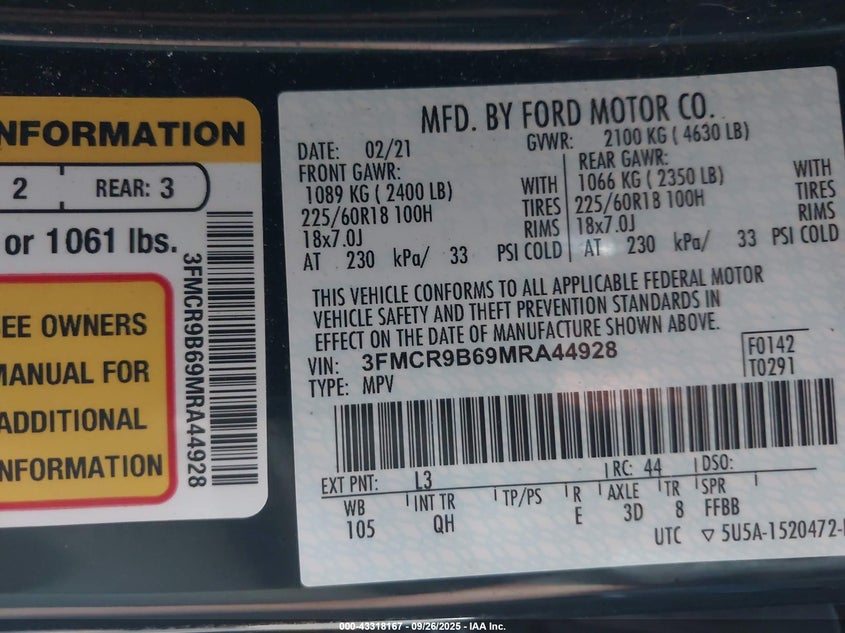 NFORMATION
2 REAR: 3
or 1061 lbs.
EE OWNERS
MANUAL FOR
ADDITIONAL
NFORMATION
3FMCR9B69MRA44928
MFD. BY FORD MOTOR CO.
DATE: 02/21 GVWR: 2100 KG ( 4630 LB)
FRONT GAWR: REAR GAWR:
1089 KG ( 2400 LB) WITH 1066 KG ( 2350 LB) WITH
225/60R18 100H TIRES 225/60R18 100H TIRES
18x7.0J RIMS 18x7.0J RIMS
AT 230 kPa/ 33 PSI COLD AT 230 kPa/ 33 PSI COLD
THIS VEHICLE CONFORMS TO ALL APPLICABLE FEDERAL MOTOR
VEHICLE SAFETY AND THEFT PREVENTION STANDARDS IN
EFFECT ON THE DATE OF MANUFACTURE SHOWN ABOVE.
VIN: 3FMCR9B69MRA44928 F0142
TYPE: MPV T0291
EXT PNT: L3 RC: 44 DSO:
WB INT TR TP/PS R AXLE TR SPR
105 QH E 3D 8 FFBB
UTC ▽ 5U5A-1520472-
000-43318167 - 09/26/2025 - IAA Inc.